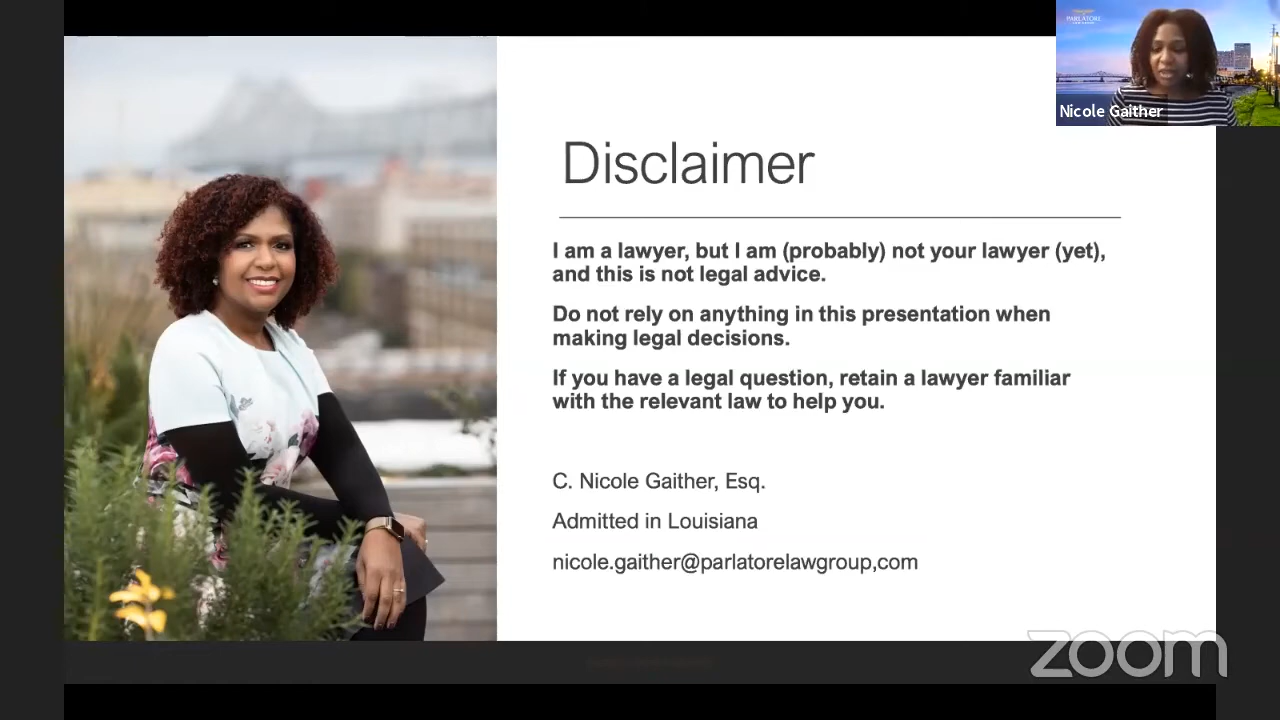 PARLATORE
Nicole Gaither
Disclaimer
I am a lawyer, but I am (probably) not your lawyer (yet),
and this is not legal advice.
Do not rely on anything in this presentation when
making legal decisions.
If you have a legal question, retain a lawyer familiar
with the relevant law to help you.
C. Nicole Gaither, Esq.
Admitted in Louisiana
nicole.gaither@parlatorelawgroup,com
zoom